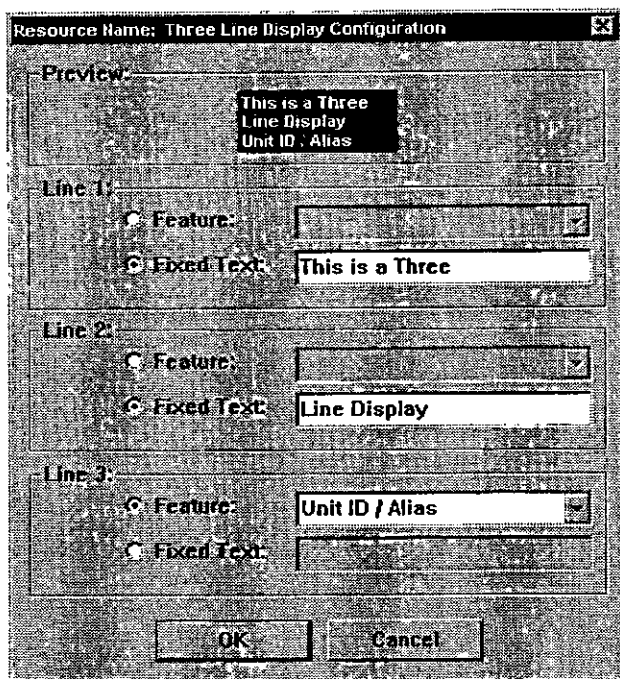 Resource Name: Three Line Display Configuration
Preview:
This is a Three
Line Display
Unit ID / Alias
Line 1:
Feature:
Fixed Text: This is a Three
Line 2:
Feature:
Fixed Text: Line Display
Line 3:
Feature: Unit ID / Alias
Fixed Text:
OK Cancel